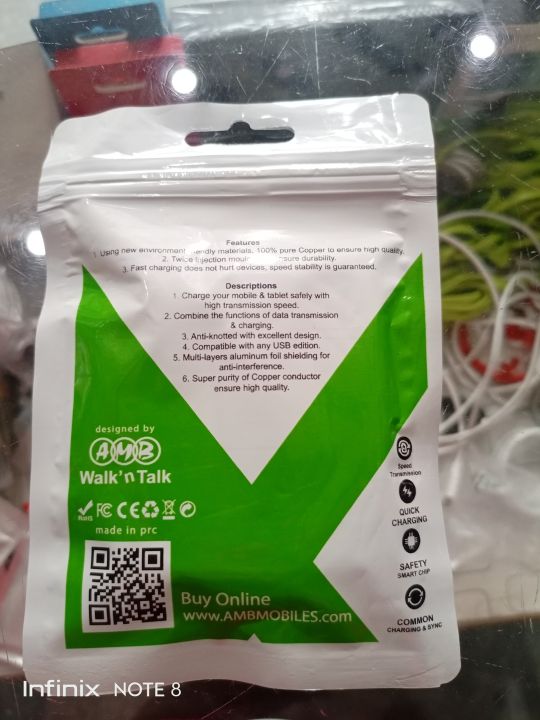 Features
1. Using new environment iendly materials, 100% pure Copper to ensure high quality.
2. Twice Injection mould sure durability.
3. Fast charging does not hurt devices, speed stability is guaranteed.
Descriptions
1. Charge your mobile & tablet safely with
high transmission speed.
2. Combine the functions of data transmission
& charging.
3. Anti-knotted with excellent design.
4. Compatible with any USB edition.
5. Multi-layers aluminum foil shielding for
anti-interference.
6. Super purity of Copper conductor
ensure high quality.
designed by
AMB
Walk'n Talk
RoHS FC CE
made in prc
Speed
Transmission
QUICK
CHARGING
SAFETY
SMART CHIP
COMMON
CHARGING & SYNC
Buy Online
www.AMBMOBILES.com
Infinix NOTE 8